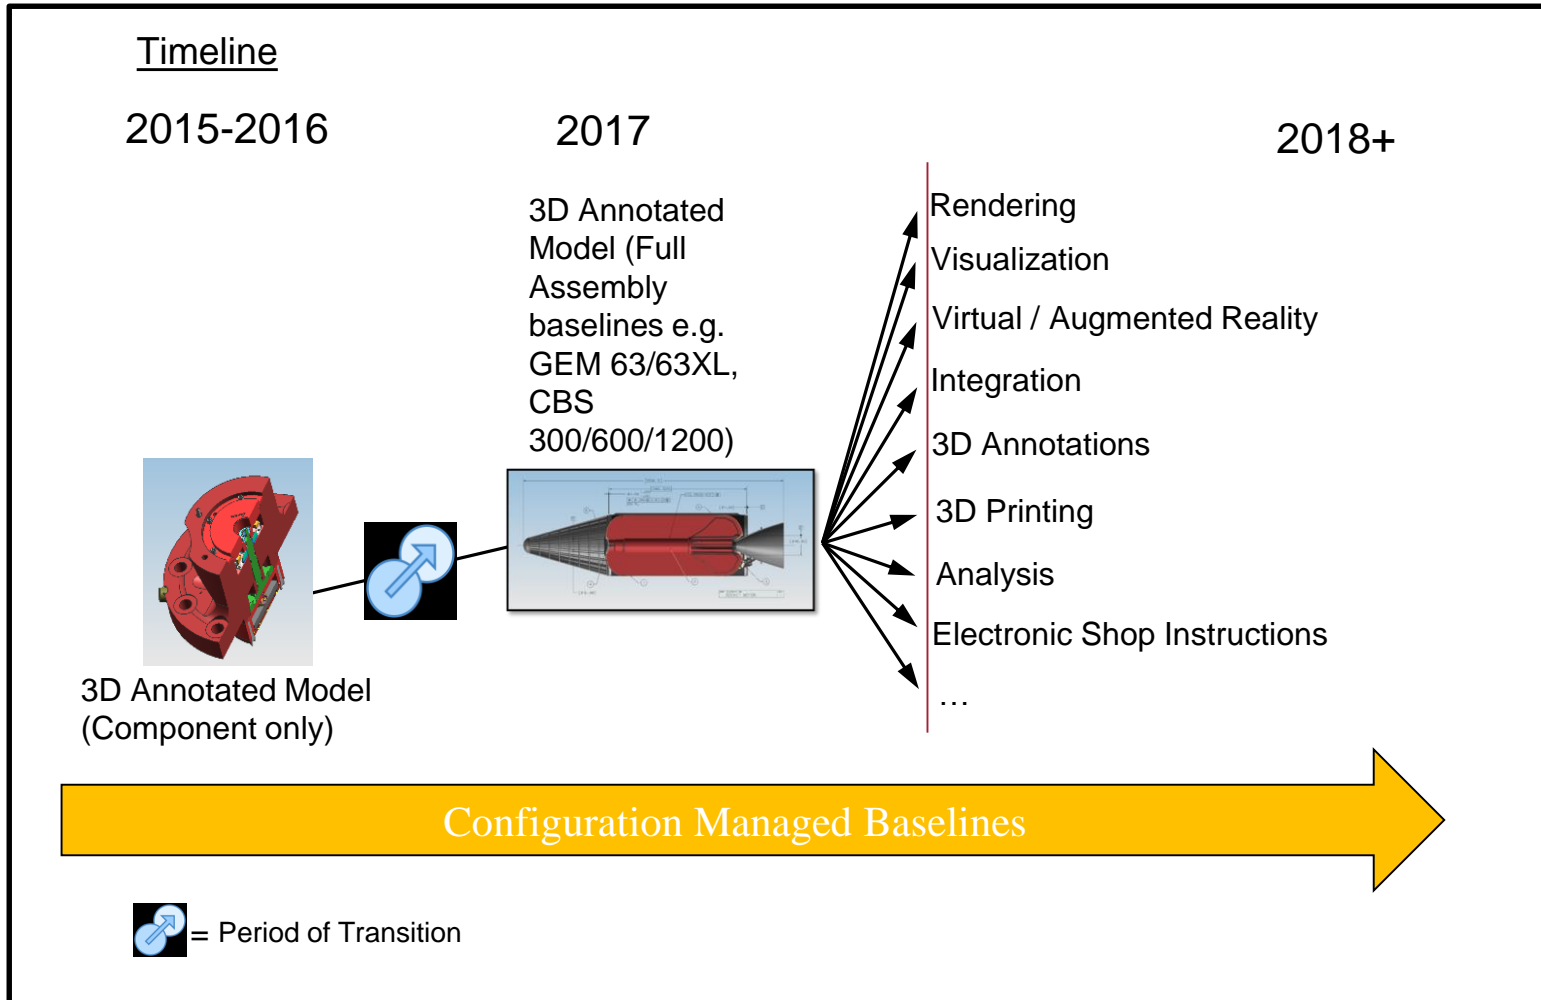 Timeline
2015-2016
2017
2018+
3D Annotated
Model (Full
Assembly
baselines e.g.
GEM 63/63XL,
CBS
300/600/1200)
Rendering
Visualization
Virtual / Augmented Reality
Integration
3D Annotations
3D Printing
Analysis
Electronic Shop Instructions
…
3D Annotated Model
(Component only)
Configuration Managed Baselines
= Period of Transition